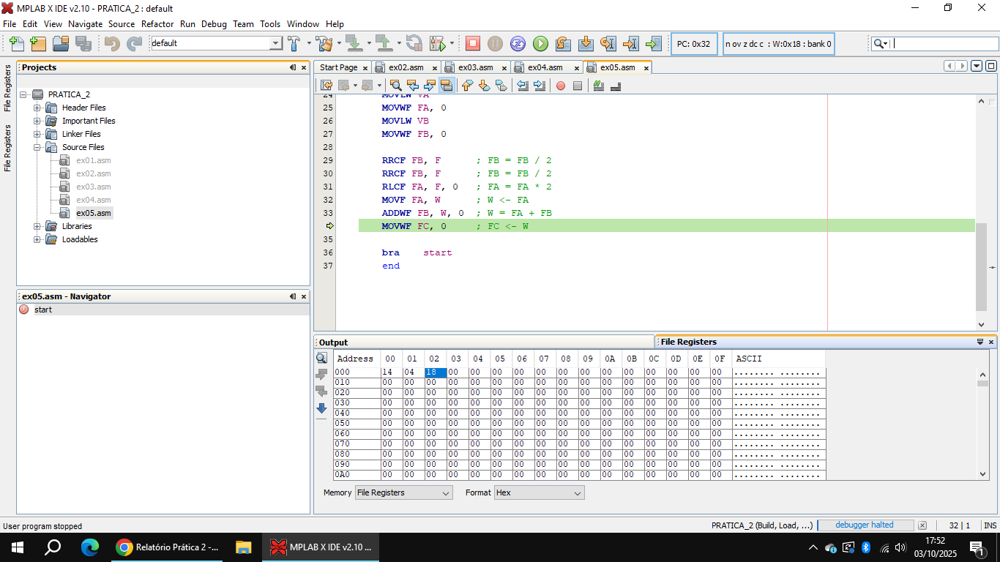 MPLAB X IDE v2.10 - PRATICA_2 : default
File Edit View Navigate Source Refactor Run Debug Team Tools Window Help
default
PC: 0x32
n ov z dc c : W:0x18 : bank 0
File Registers
File Registers
Projects
PRATICA_2
Header Files
Important Files
Linker Files
Source Files
ex01.asm
ex02.asm
ex03.asm
ex04.asm
ex05.asm
Libraries
Loadables
ex05.asm - Navigator
start
Start Page ex02.asm ex03.asm ex04.asm ex05.asm
24 MOVLW VA
25 MOVWF FA, 0
26 MOVLW VB
27 MOVWF FB, 0
28
29 RRCF FB, F ; FB = FB / 2
30 RRCF FB, F ; FB = FB / 2
31 RLCF FA, F, 0 ; FA = FA * 2
32 MOVF FA, W ; W <- FA
33 ADDWF FB, W, 0 ; W = FA + FB
MOVWF FC, 0 ; FC <- W
35
36 bra start
37 end
Output
File Registers
Address 00 01 02 03 04 05 06 07 08 09 0A 0B 0C 0D 0E 0F ASCII
000 14 04 18 00 00 00 00 00 00 00 00 00 00 00 00 00 ........ ........
010 00 00 00 00 00 00 00 00 00 00 00 00 00 00 00 00 ........ ........
020 00 00 00 00 00 00 00 00 00 00 00 00 00 00 00 00 ........ ........
030 00 00 00 00 00 00 00 00 00 00 00 00 00 00 00 00 ........ ........
040 00 00 00 00 00 00 00 00 00 00 00 00 00 00 00 00 ........ ........
050 00 00 00 00 00 00 00 00 00 00 00 00 00 00 00 00 ........ ........
060 00 00 00 00 00 00 00 00 00 00 00 00 00 00 00 00 ........ ........
070 00 00 00 00 00 00 00 00 00 00 00 00 00 00 00 00 ........ ........
080 00 00 00 00 00 00 00 00 00 00 00 00 00 00 00 00 ........ ........
090 00 00 00 00 00 00 00 00 00 00 00 00 00 00 00 00 ........ ........
0A0 00 00 00 00 00 00 00 00 00 00 00 00 00 00 00 00 ........ ........
Memory File Registers Format Hex
User program stopped
PRATICA_2 (Build, Load, ...) debugger halted 32 | 1 INS
Relatório Prática 2 -...
MPLAB X IDE v2.10 ...
17:52
03/10/2025
1